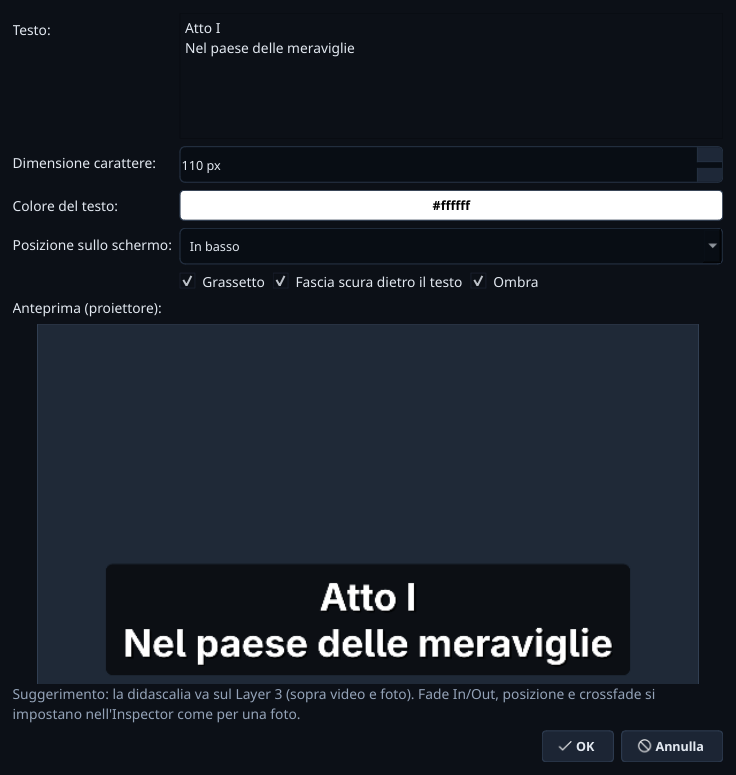 Testo:
Atto I
Nel paese delle meraviglie
Dimensione carattere:
110 px
Colore del testo:
#ffffff
Posizione sullo schermo:
In basso
Grassetto
Fascia scura dietro il testo
Ombra
Anteprima (proiettore):
Atto I
Nel paese delle meraviglie
Suggerimento: la didascalia va sul Layer 3 (sopra video e foto). Fade In/Out, posizione e crossfade si
impostano nell'Inspector come per una foto.
OK
Annulla